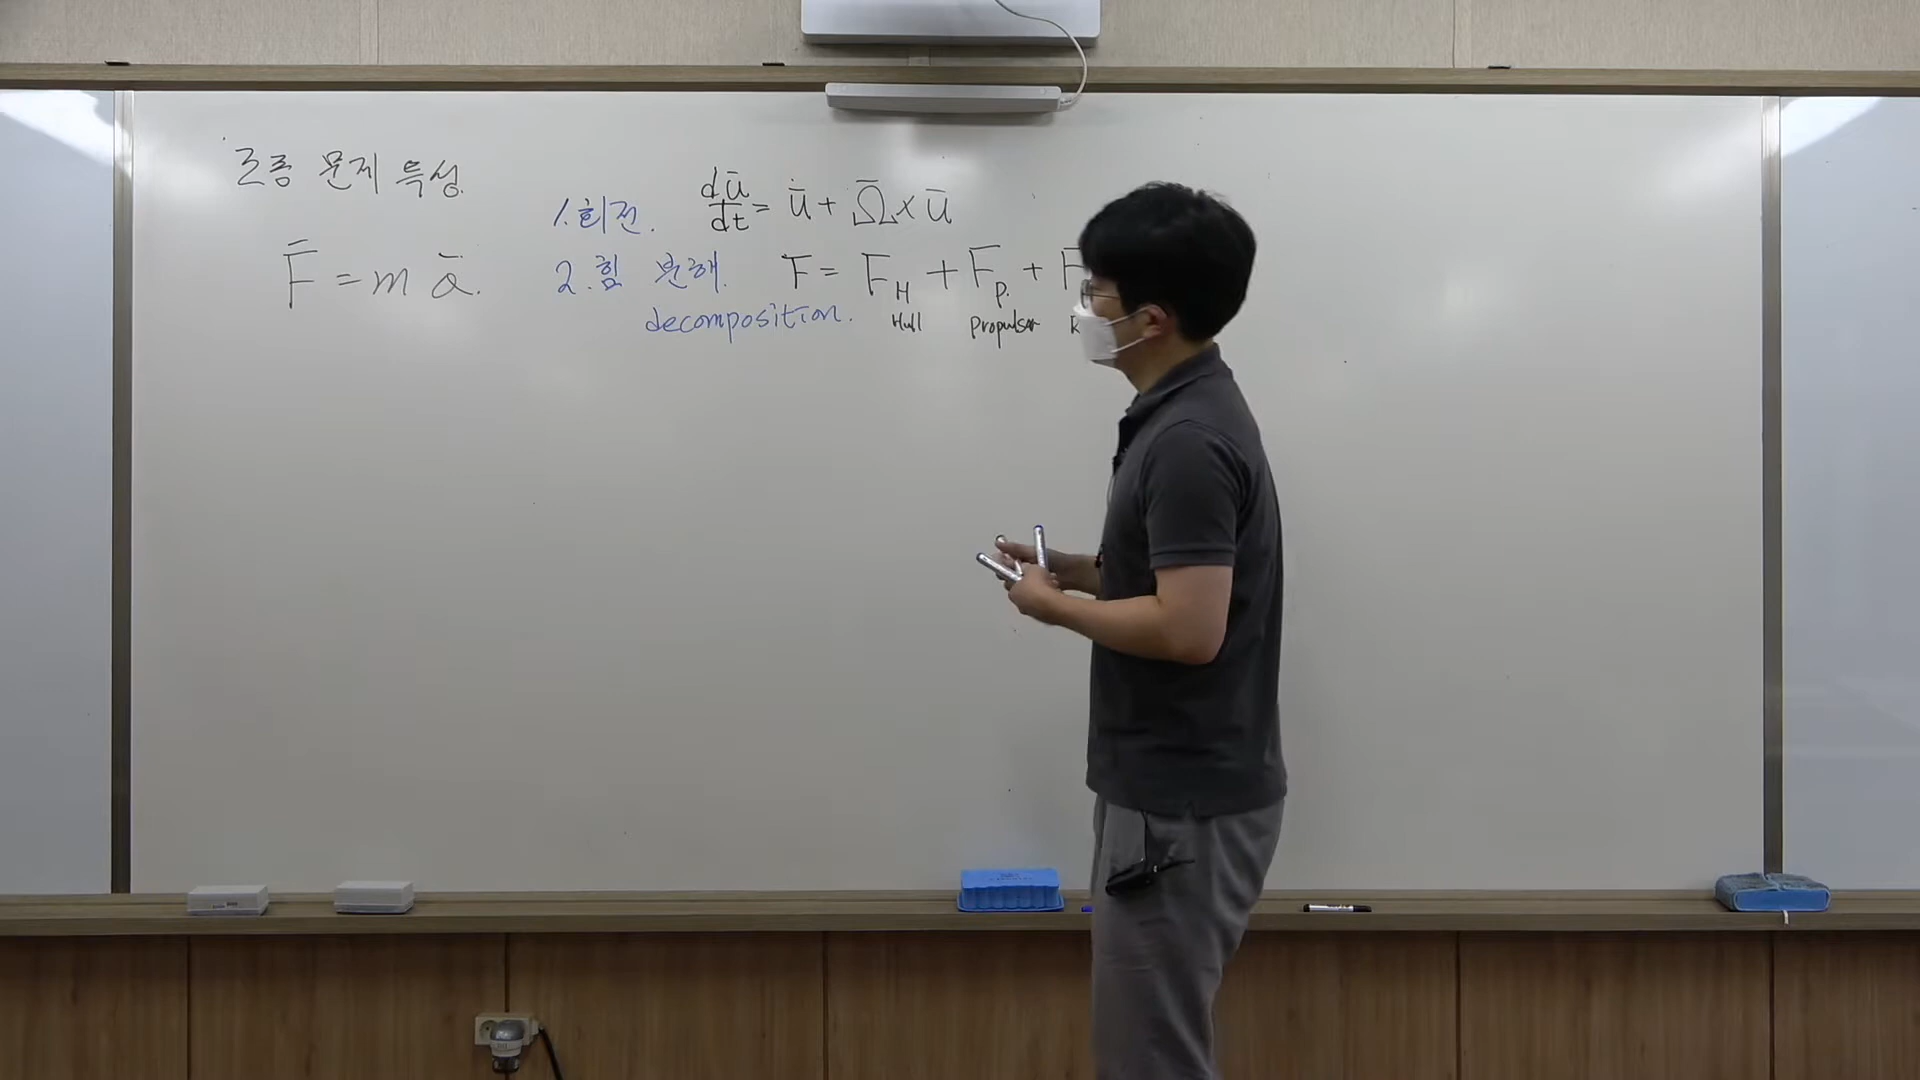 조종 문제 특성.
F̄ = m ā.
1. 회전. dū/dt = ū̇ + Ω̄ × ū
2. 힘 분해. F = F_H + F_P. + F
decomposition. Hull Propulsor R